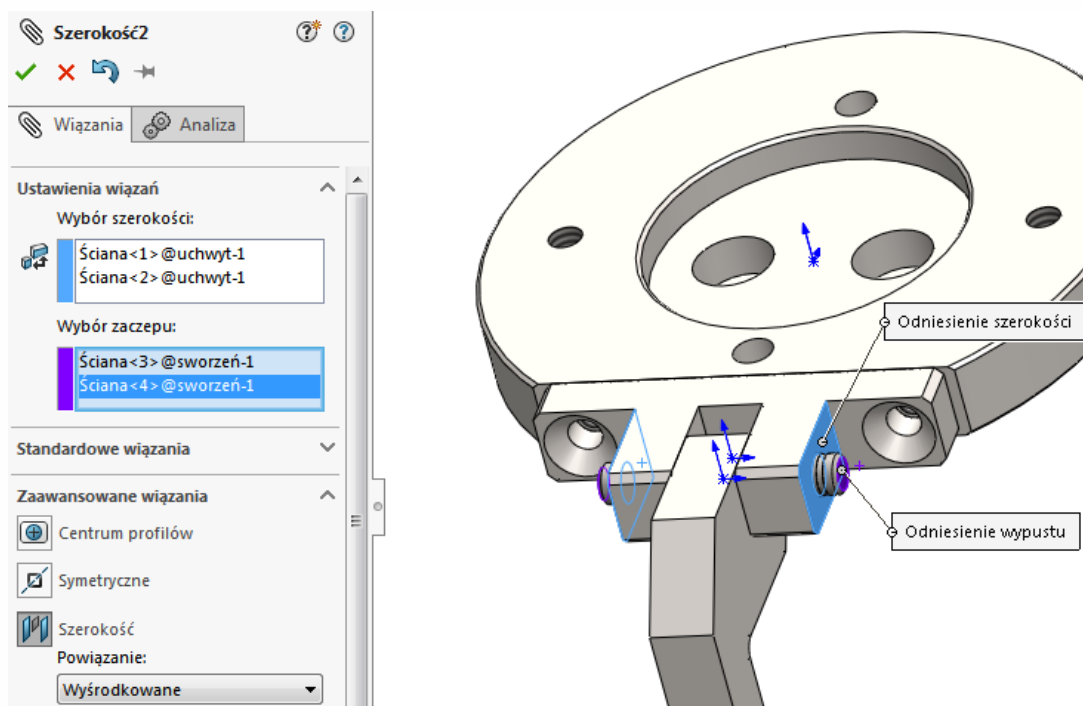 Szerokość2
Wiązania
Analiza
Ustawienia wiązań
Wybór szerokości:
Ściana<1>@uchwyt-1
Ściana<2>@uchwyt-1
Wybór zaczepu:
Ściana<3>@sworzeń-1
Ściana<4>@sworzeń-1
Standardowe wiązania
Zaawansowane wiązania
Centrum profilów
Symetryczne
Szerokość
Powiązanie:
Wyśrodkowane
Odniesienie szerokości
Odniesienie wypustu